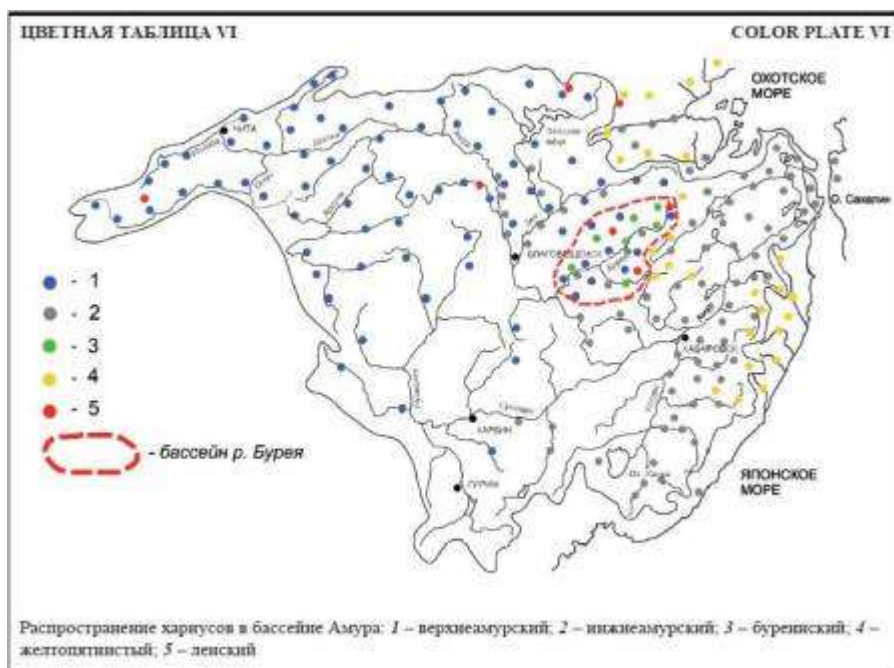 ЦВЕТНАЯ ТАБЛИЦА VI
COLOR PLATE VI
ОХОТСКОЕ
МОРЕ
ЧИТА
О. Сахалин
БЛАГОВЕЩЕНСК
- 1
- 2
- 3
- 4
- 5
ХАБАРОВСК
ХАРБИН
- бассейн р. Бурея
ЯПОНСКОЕ
МОРЕ
Распространение хариусов в бассейне Амура: 1 – верхнеамурский; 2 – нижнеамурский; 3 – буреинский; 4 –
желтопятнистый; 5 – ленский